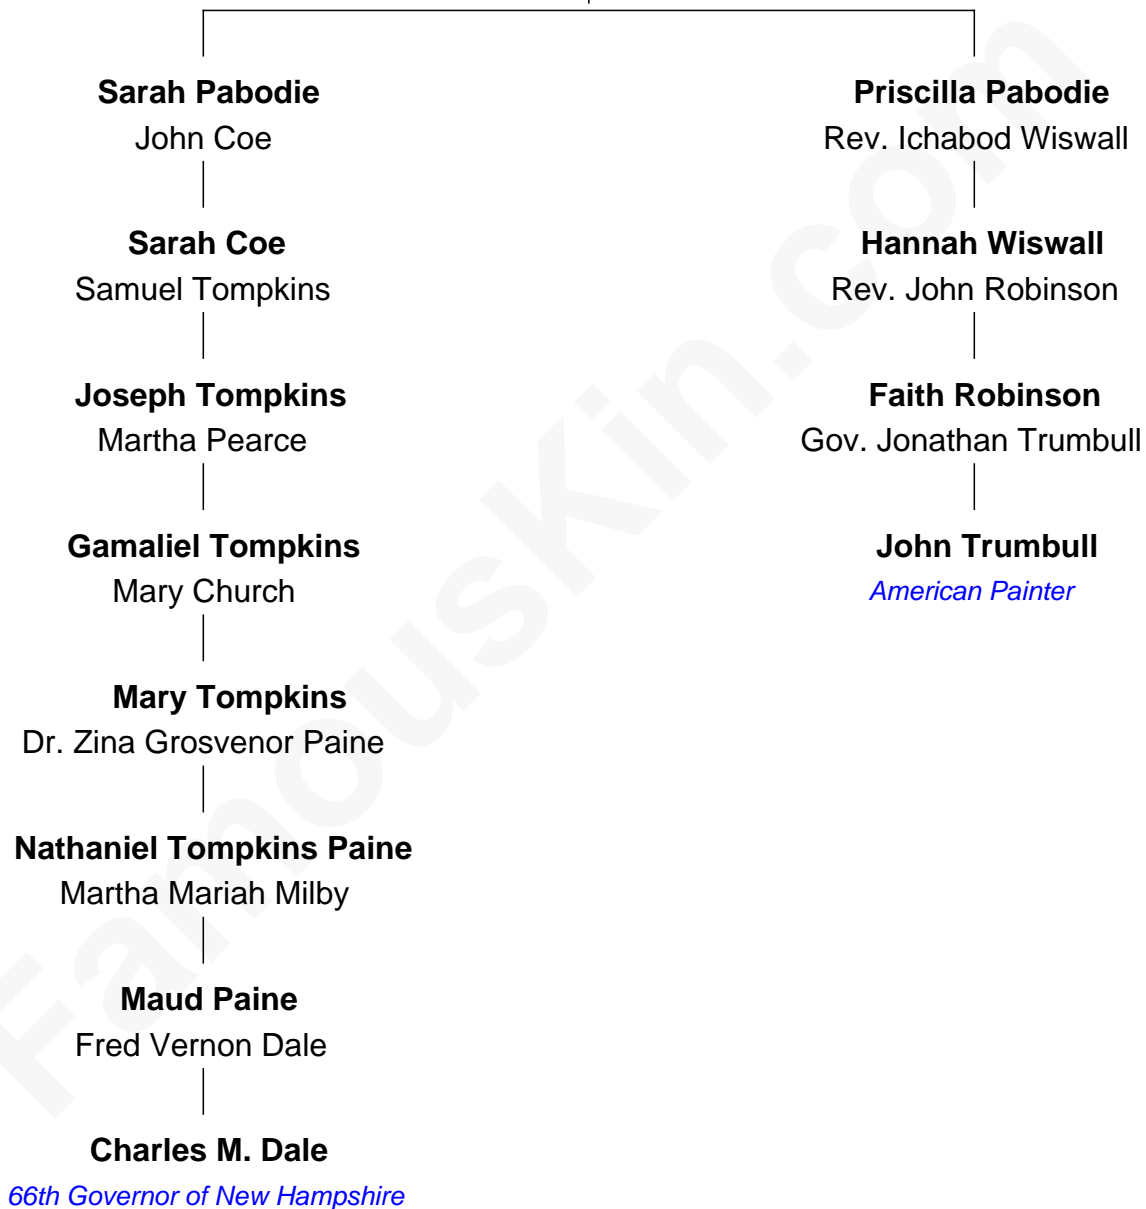 Sarah Pabodie
John Coe
Sarah Coe
Samuel Tompkins
Joseph Tompkins
Martha Pearce
Gamaliel Tompkins
Mary Church
Mary Tompkins
Dr. Zina Grosvenor Paine
Nathaniel Tompkins Paine
Martha Mariah Milby
Maud Paine
Fred Vernon Dale
Charles M. Dale
66th Governor of New Hampshire
Priscilla Pabodie
Rev. Ichabod Wiswall
Hannah Wiswall
Rev. John Robinson
Faith Robinson
Gov. Jonathan Trumbull
John Trumbull
American Painter
FamousKin.com